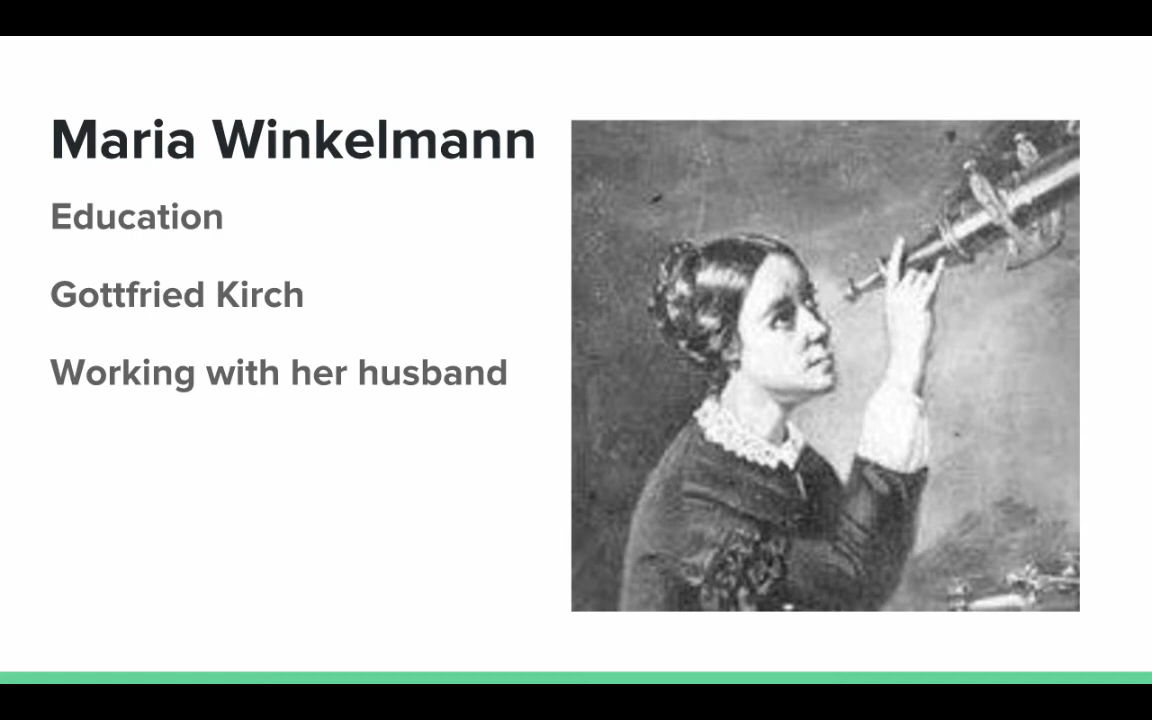 Maria Winkelmann
Education
Gottfried Kirch
Working with her husband